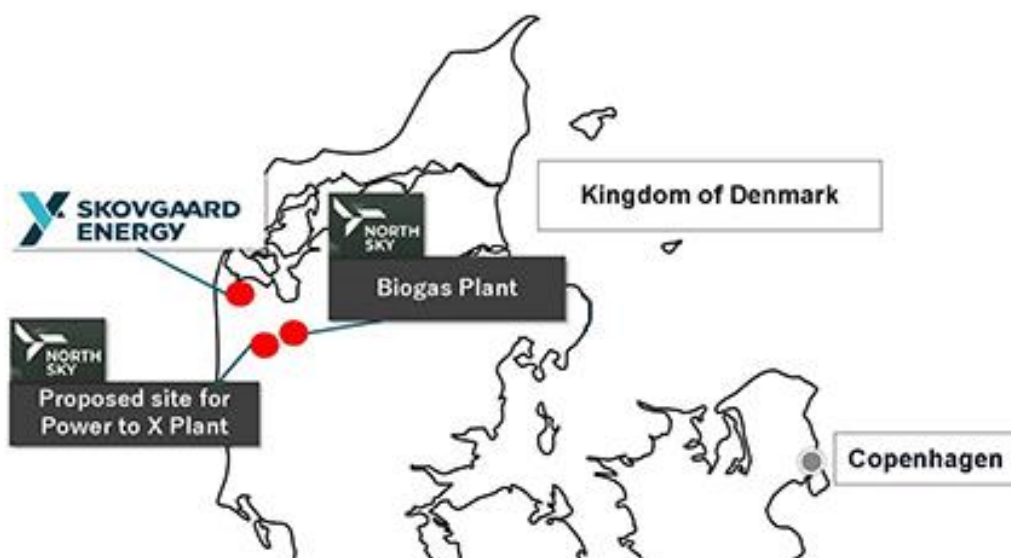 SKOVGAARD
ENERGY
NORTH
SKY
Kingdom of Denmark
Biogas Plant
NORTH
SKY
Proposed site for
Power to X Plant
Copenhagen